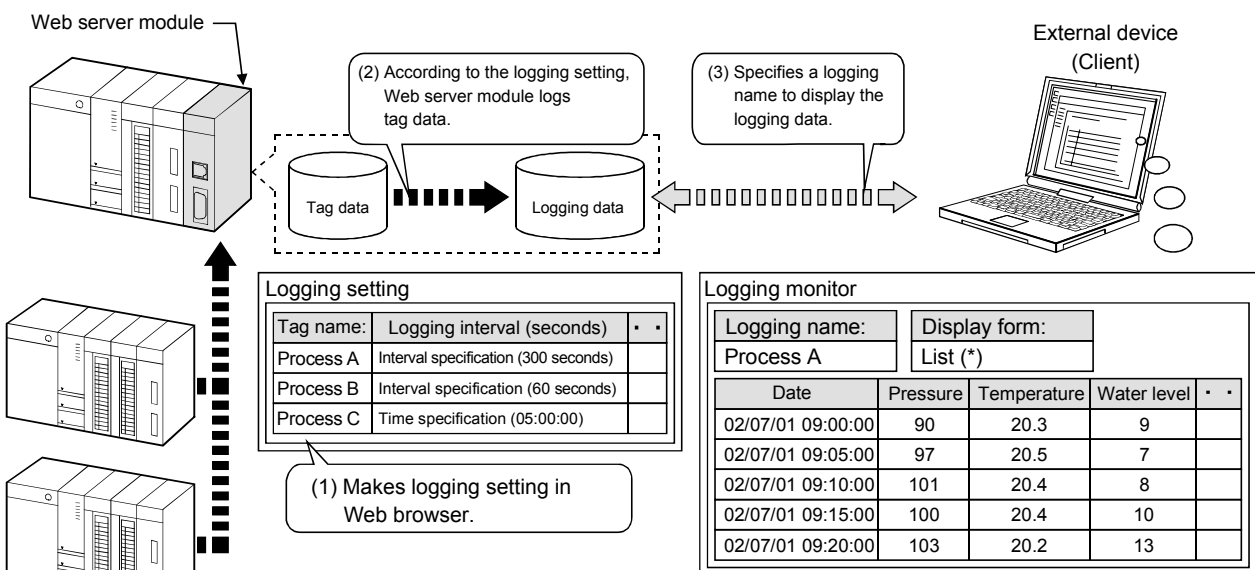 Web server module
(2) According to the logging setting,
Web server module logs
tag data.
(3) Specifies a logging
name to display the
logging data.
External device
(Client)
Tag data
Logging data
Logging setting
Tag name: Logging interval (seconds) · ·
Process A Interval specification (300 seconds)
Process B Interval specification (60 seconds)
Process C Time specification (05:00:00)
(1) Makes logging setting in
Web browser.
Logging monitor
Logging name: Display form:
Process A List (*)
Date Pressure Temperature Water level · ·
02/07/01 09:00:00 90 20.3 9
02/07/01 09:05:00 97 20.5 7
02/07/01 09:10:00 101 20.4 8
02/07/01 09:15:00 100 20.4 10
02/07/01 09:20:00 103 20.2 13